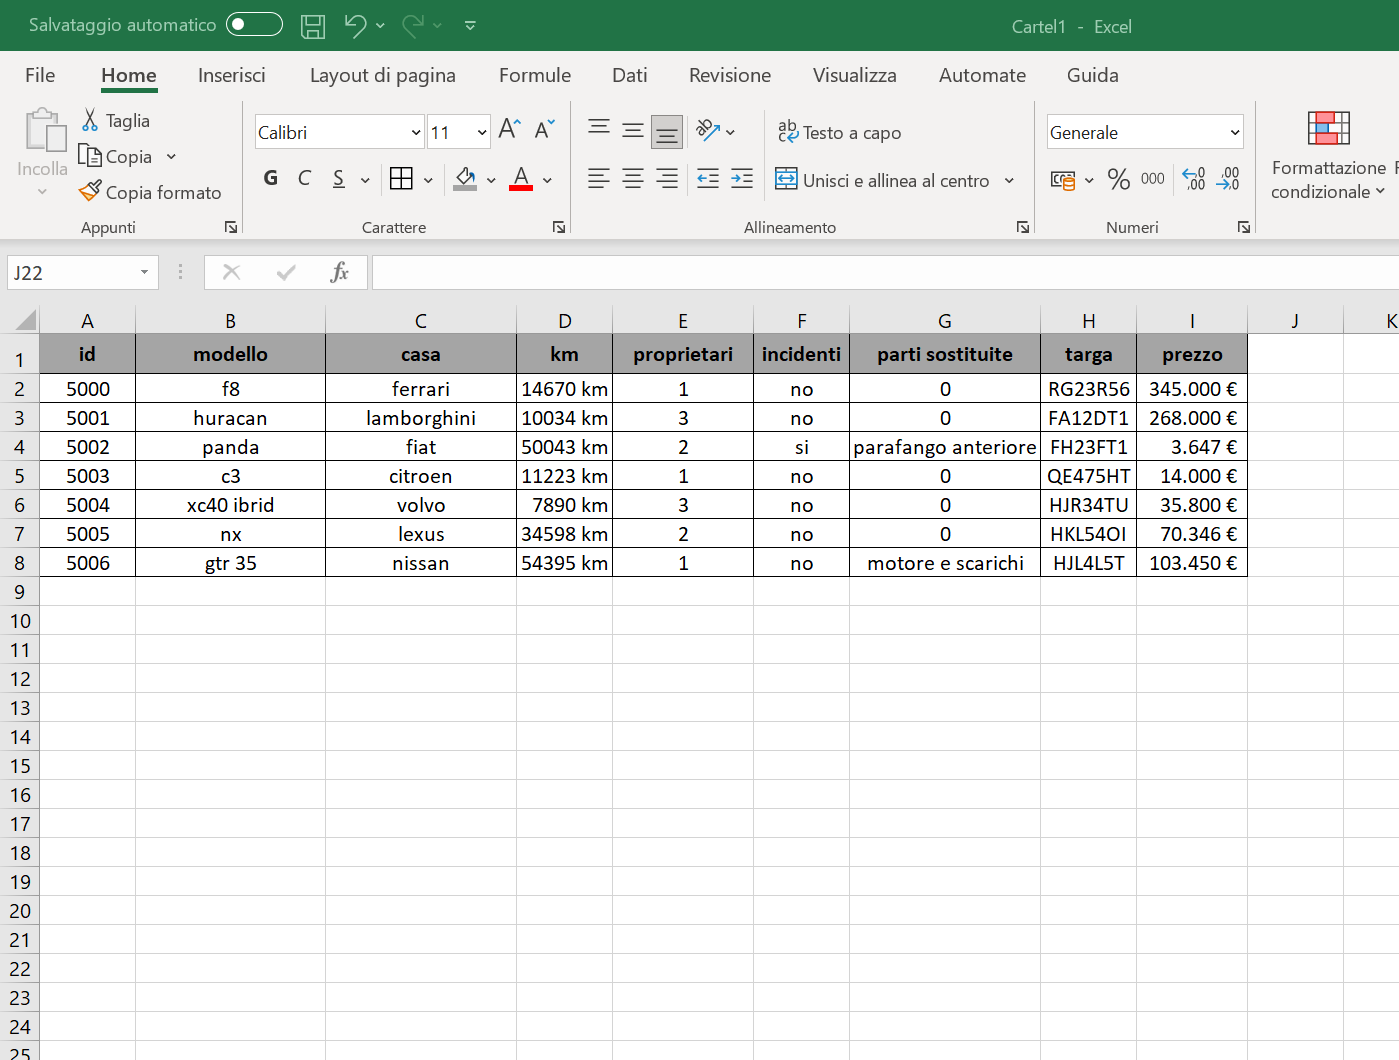 Salvataggio automatico
Cartel1 - Excel
File Home Inserisci Layout di pagina Formule Dati Revisione Visualizza Automate Guida
Incolla
Taglia
Copia
Copia formato
Appunti
Calibri 11
G C S
Carattere
Testo a capo
Unisci e allinea al centro
Allineamento
Generale
% 000 ,00 ,00
Numeri
Formattazione
condizionale
J22
fx
A B C D E F G H I J K
1 id modello casa km proprietari incidenti parti sostituite targa prezzo
2 5000 f8 ferrari 14670 km 1 no 0 RG23R56 345.000 €
3 5001 huracan lamborghini 10034 km 3 no 0 FA12DT1 268.000 €
4 5002 panda fiat 50043 km 2 si parafango anteriore FH23FT1 3.647 €
5 5003 c3 citroen 11223 km 1 no 0 QE475HT 14.000 €
6 5004 xc40 ibrid volvo 7890 km 3 no 0 HJR34TU 35.800 €
7 5005 nx lexus 34598 km 2 no 0 HKL54OI 70.346 €
8 5006 gtr 35 nissan 54395 km 1 no motore e scarichi HJL4L5T 103.450 €
9
10
11
12
13
14
15
16
17
18
19
20
21
22
23
24
25